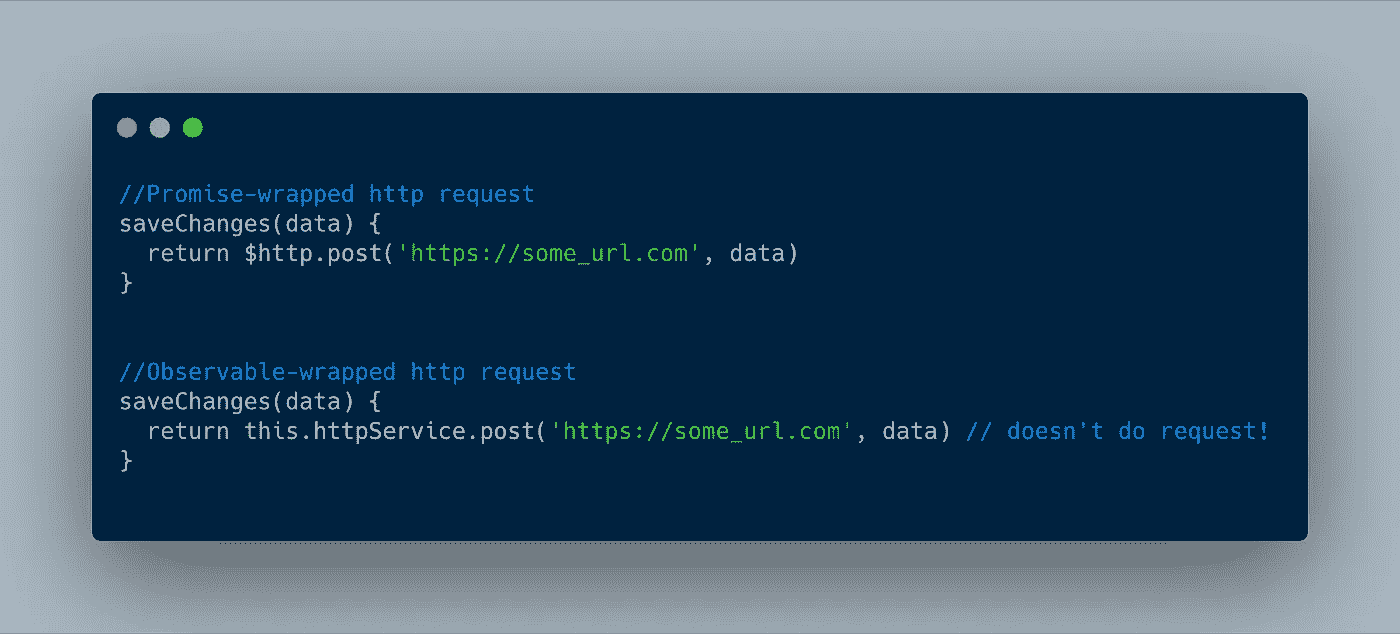 //Promise-wrapped http request
saveChanges(data) {
  return $http.post('https://some_url.com', data)
}
//Observable-wrapped http request
saveChanges(data) {
  return this.httpService.post('https://some_url.com', data) // doesn't do request!
}